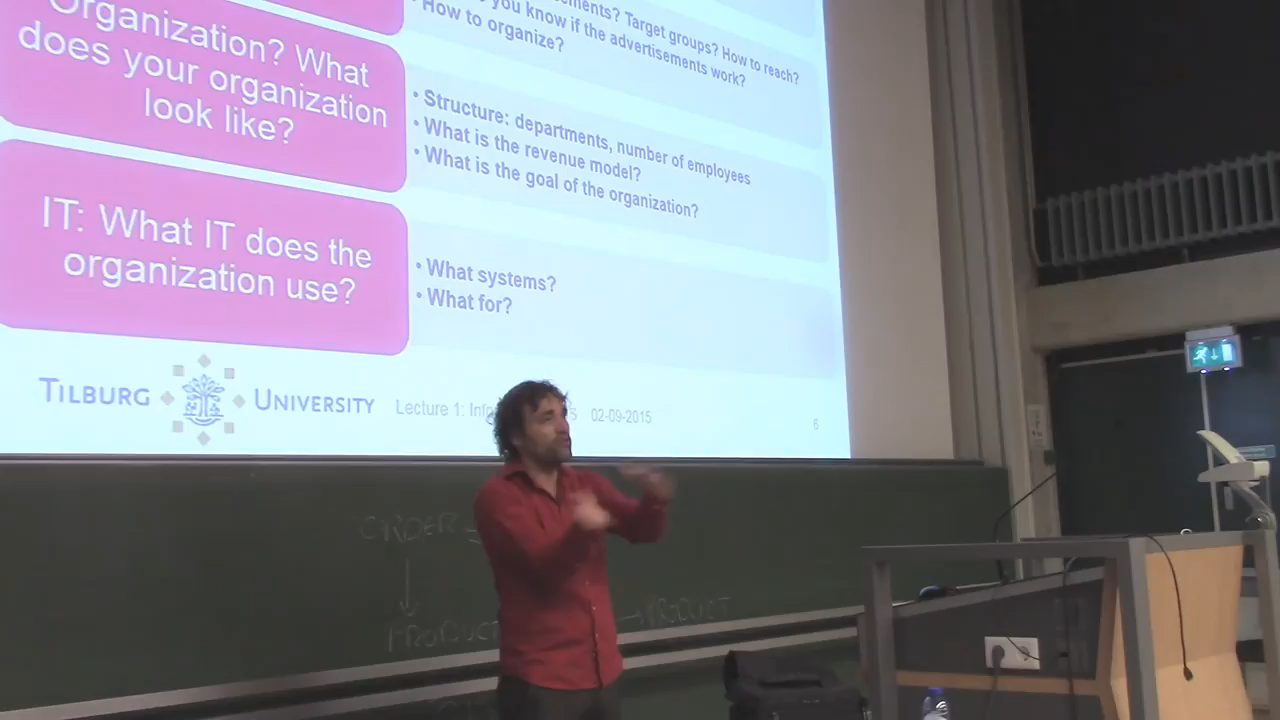 Organization? What
does your organization
look like?
Target groups? How to reach?
you know if the advertisements work?
How to organize?
• Structure: departments, number of employees
• What is the revenue model?
• What is the goal of the organization?
IT: What IT does the
organization use?
• What systems?
• What for?
TILBURG UNIVERSITY
Lecture 1: 02-09-2015
6
ORDER
PRODUCT